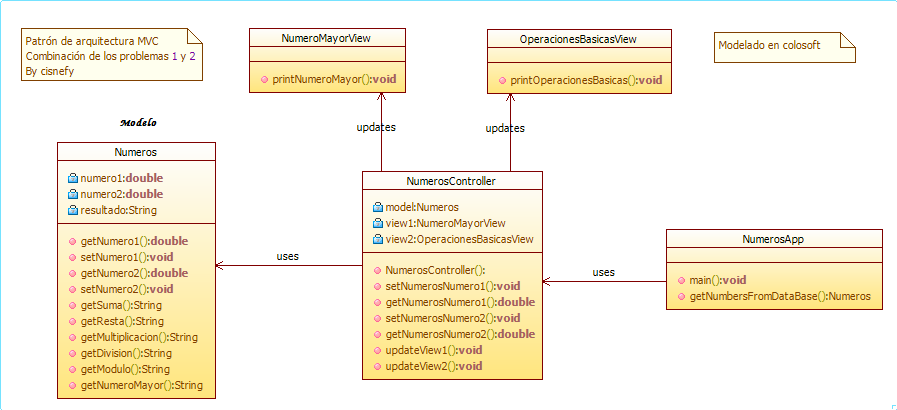 Patrón de arquitectura MVC
Combinación de los problemas 1 y 2
By cisnefy
NumeroMayorView
printNumeroMayor():void
OperacionesBasicasView
printOperacionesBasicas():void
Modelado en colosoft
updates
updates
Modelo
Numeros
numero1:double
numero2:double
resultado:String
getNumero1():double
setNumero1():void
getNumero2():double
setNumero2():void
getSuma():String
getResta():String
getMultiplicacion():String
getDivision():String
getModulo():String
getNumeroMayor():String
uses
NumerosController
model:Numeros
view1:NumeroMayorView
view2:OperacionesBasicasView
NumerosController():
setNumerosNumero1():void
getNumerosNumero1():double
setNumerosNumero2():void
getNumerosNumero2():double
updateView1():void
updateView2():void
uses
NumerosApp
main():void
getNumbersFromDataBase():Numeros